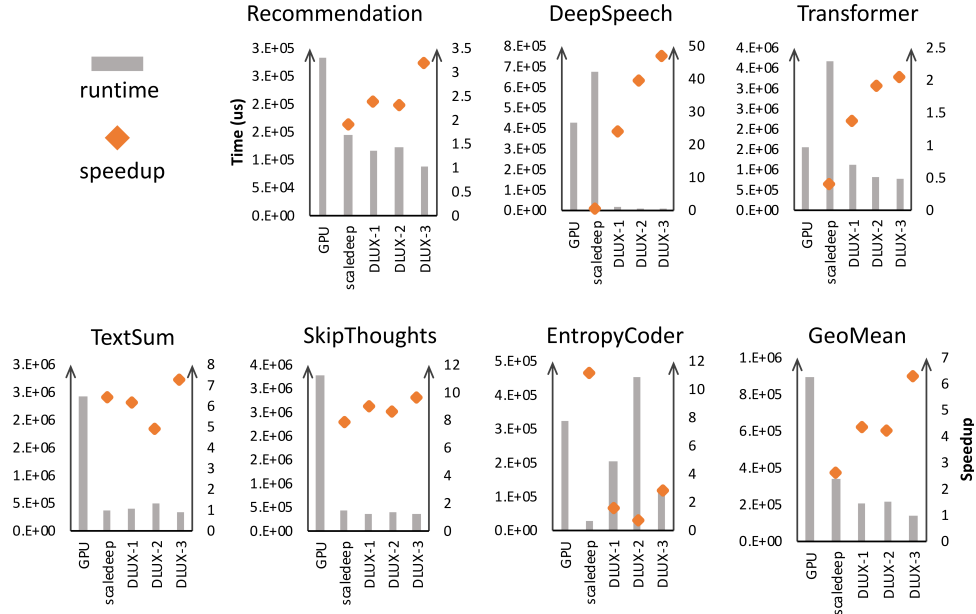 Recommendation
DeepSpeech
Transformer
runtime
speedup
Time (us)
3.E+05
3.E+05
2.E+05
2.E+05
1.E+05
5.E+04
0.E+00
3.5
3
2.5
2
1.5
1
0.5
0
GPU
scaledeep
DLUX-1
DLUX-2
DLUX-3
8.E+05
7.E+05
6.E+05
5.E+05
4.E+05
3.E+05
2.E+05
1.E+05
0.E+00
50
40
30
20
10
0
GPU
scaledeep
DLUX-1
DLUX-2
DLUX-3
4.E+06
4.E+06
3.E+06
3.E+06
2.E+06
2.E+06
1.E+06
5.E+05
0.E+00
2.5
2
1.5
1
0.5
0
GPU
scaledeep
DLUX-1
DLUX-2
DLUX-3
TextSum
SkipThoughts
EntropyCoder
GeoMean
3.E+06
3.E+06
2.E+06
2.E+06
1.E+06
5.E+05
0.E+00
8
7
6
5
4
3
2
1
0
GPU
scaledeep
DLUX-1
DLUX-2
DLUX-3
4.E+06
3.E+06
3.E+06
2.E+06
2.E+06
1.E+06
5.E+05
0.E+00
12
10
8
6
4
2
0
GPU
scaledeep
DLUX-1
DLUX-2
DLUX-3
5.E+05
4.E+05
3.E+05
2.E+05
1.E+05
0.E+00
12
10
8
6
4
2
0
GPU
scaledeep
DLUX-1
DLUX-2
DLUX-3
1.E+06
8.E+05
6.E+05
4.E+05
2.E+05
0.E+00
7
6
5
4
3
2
1
0
Speedup
GPU
scaledeep
DLUX-1
DLUX-2
DLUX-3